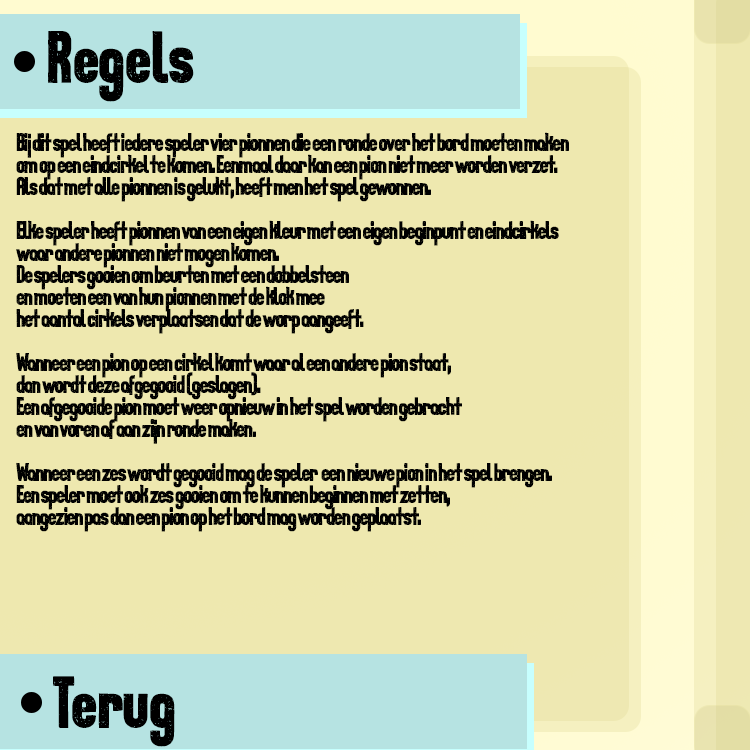 • Regels
Bij dit spel heeft iedere speler vier pionnen die een ronde over het bord moeten maken
om op een eindcirkel te komen. Eenmaal daar kan een pion niet meer worden verzet.
Als dat met alle pionnen is gelukt, heeft men het spel gewonnen.
Elke speler heeft pionnen van een eigen kleur met een eigen beginpunt en eindcirkels
waar andere pionnen niet mogen komen.
De spelers gooien om beurten met een dobbelsteen
en moeten een van hun pionnen met de klok mee
het aantal cirkels verplaatsen dat de worp aangeeft.
Wanneer een pion op een cirkel komt waar al een andere pion staat,
dan wordt deze afgegooid (geslagen).
Een afgegooide pion moet weer opnieuw in het spel worden gebracht
en van voren af aan zijn ronde maken.
Wanneer een zes wordt gegooid mag de speler een nieuwe pion in het spel brengen.
Een speler moet ook zes gooien om te kunnen beginnen met zetten,
aangezien pas dan een pion op het bord mag worden geplaatst.
• Terug